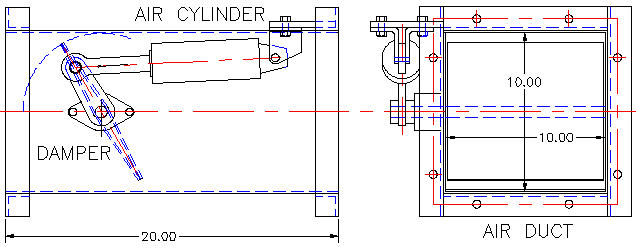 AIR CYLINDER
10.00
10.00
DAMPER
AIR DUCT
20.00